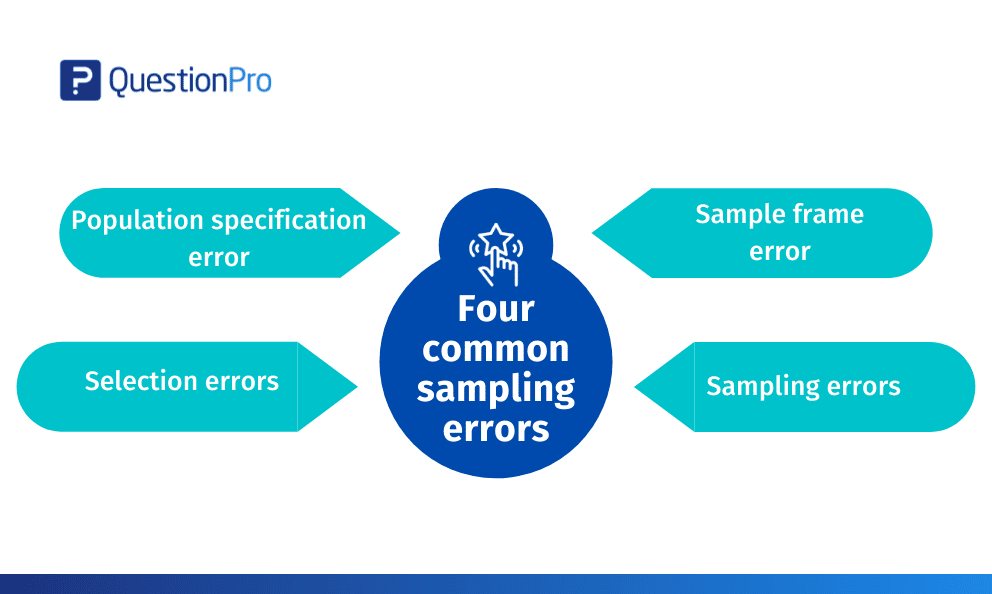 QuestionPro
Population specification
error
Sample frame
error
Four
common
sampling
errors
Selection errors
Sampling errors